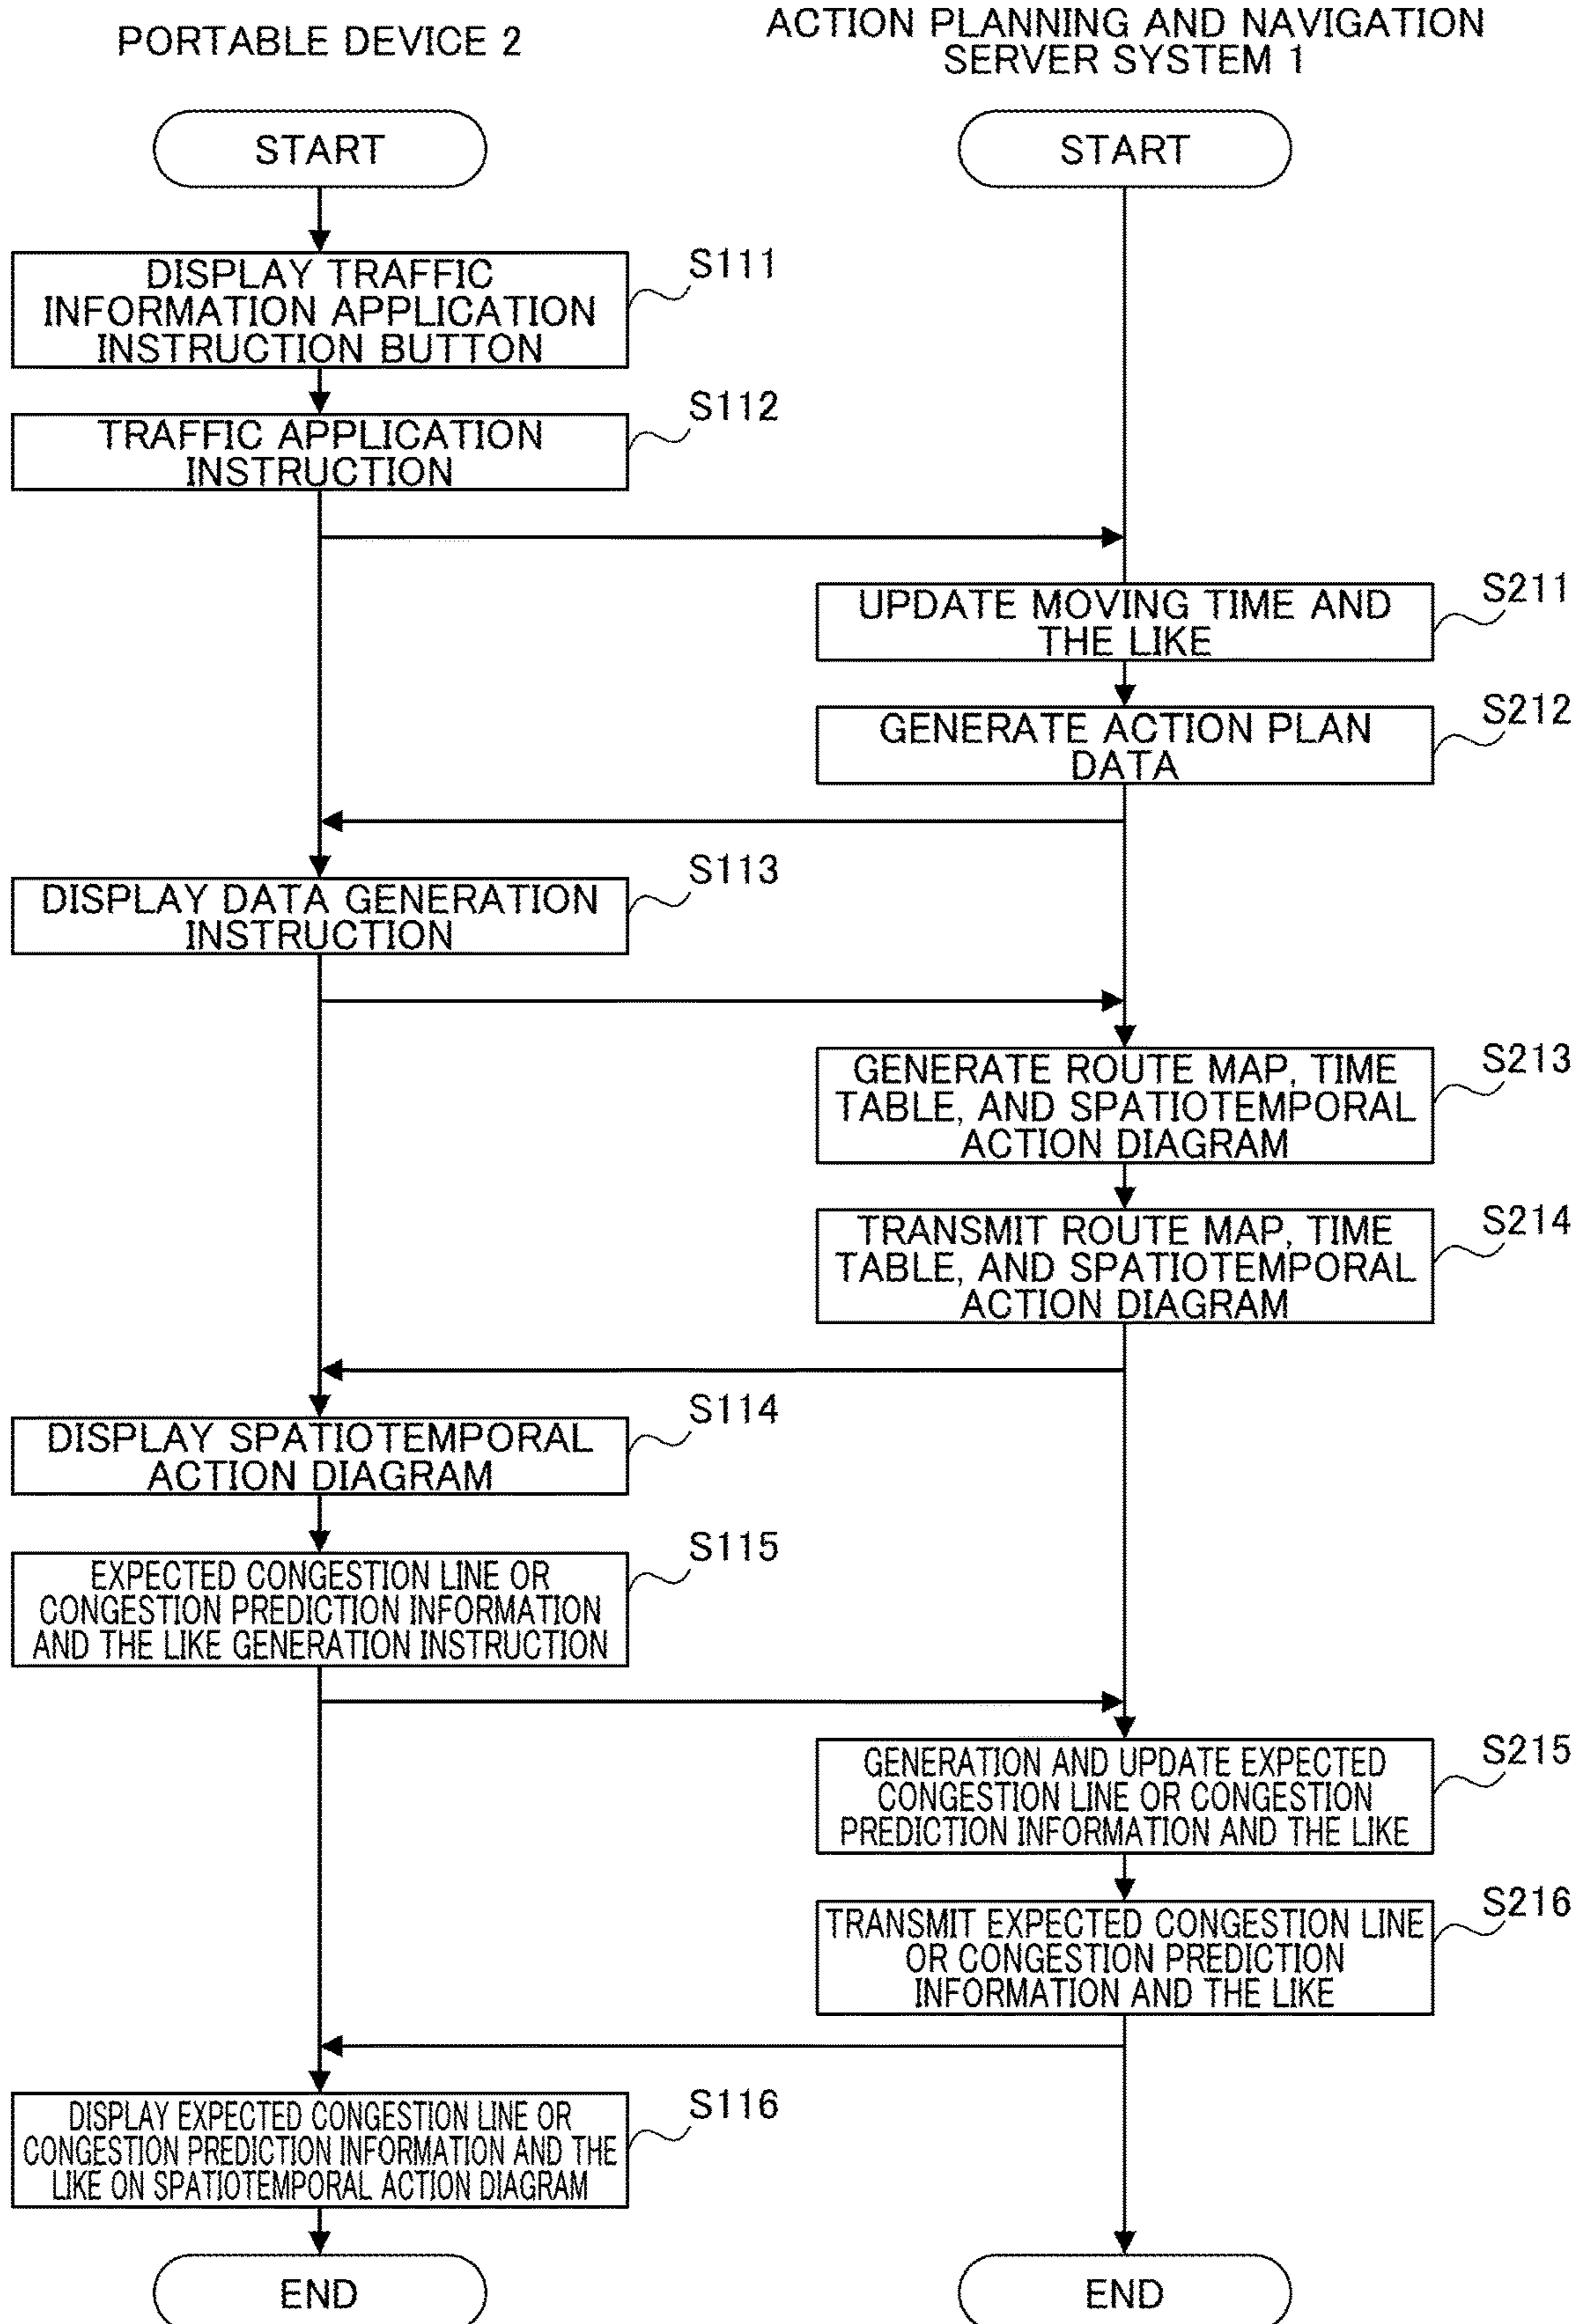 PORTABLE DEVICE 2
ACTION PLANNING AND NAVIGATION
SERVER SYSTEM 1
START
START
DISPLAY TRAFFIC
INFORMATION APPLICATION
INSTRUCTION BUTTON
S111
TRAFFIC APPLICATION
INSTRUCTION
S112
UPDATE MOVING TIME AND
THE LIKE
S211
GENERATE ACTION PLAN
DATA
S212
DISPLAY DATA GENERATION
INSTRUCTION
S113
GENERATE ROUTE MAP, TIME
TABLE, AND SPATIOTEMPORAL
ACTION DIAGRAM
S213
TRANSMIT ROUTE MAP, TIME
TABLE, AND SPATIOTEMPORAL
ACTION DIAGRAM
S214
DISPLAY SPATIOTEMPORAL
ACTION DIAGRAM
S114
EXPECTED CONGESTION LINE OR
CONGESTION PREDICTION INFORMATION
AND THE LIKE GENERATION INSTRUCTION
S115
GENERATION AND UPDATE EXPECTED
CONGESTION LINE OR CONGESTION
PREDICTION INFORMATION AND THE LIKE
S215
TRANSMIT EXPECTED CONGESTION LINE
OR CONGESTION PREDICTION
INFORMATION AND THE LIKE
S216
DISPLAY EXPECTED CONGESTION LINE OR
CONGESTION PREDICTION INFORMATION AND THE
LIKE ON SPATIOTEMPORAL ACTION DIAGRAM
S116
END
END